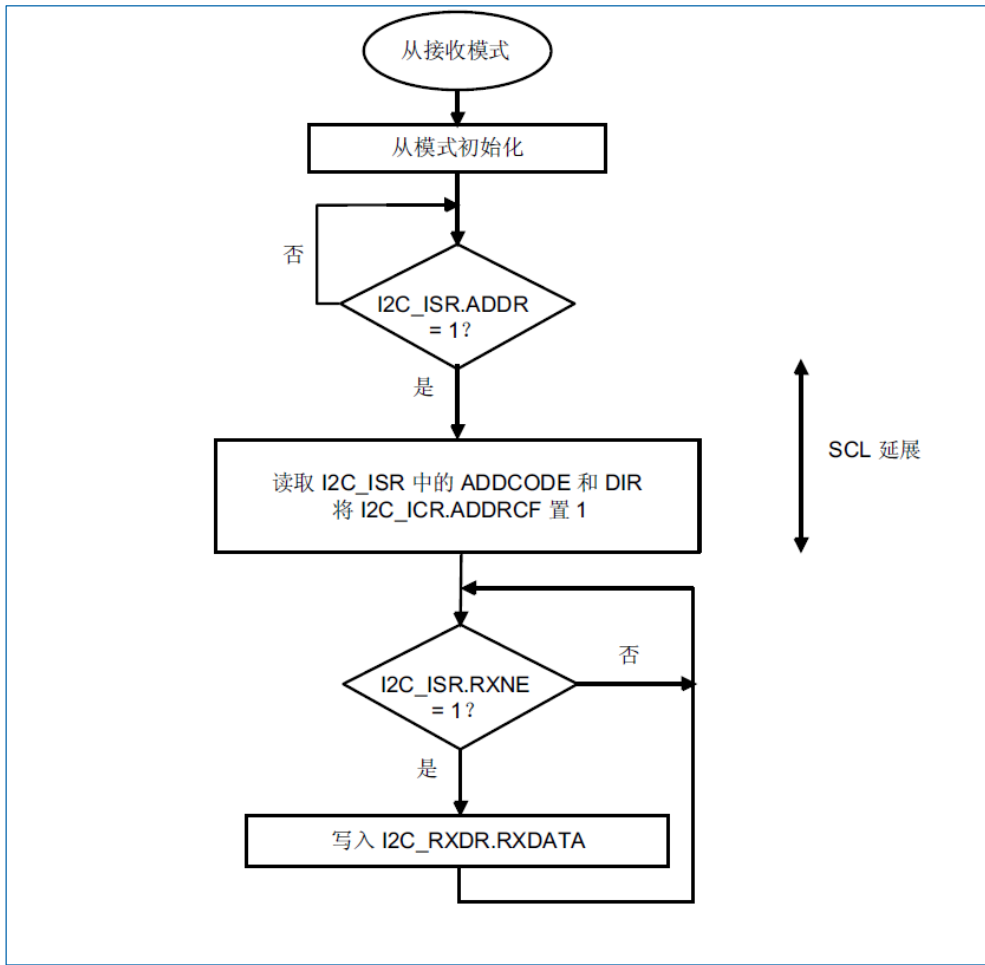 从接收模式
从模式初始化
否
I2C_ISR.ADDR
= 1?
是
SCL 延展
读取 I2C_ISR 中的 ADDCODE 和 DIR
将 I2C_ICR.ADDRCF 置 1
否
I2C_ISR.RXNE
= 1?
是
写入 I2C_RXDR.RXDATA